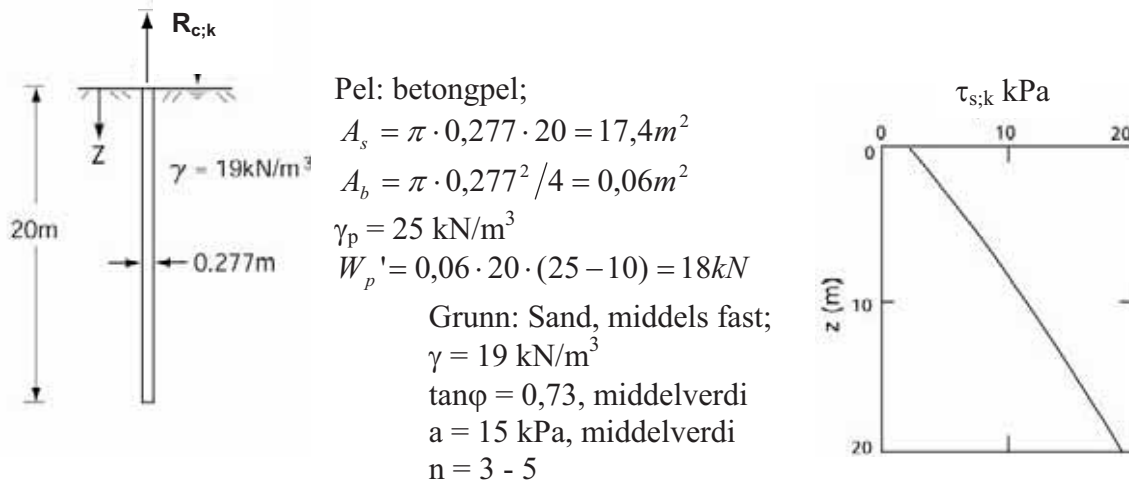 R_{c;k}
Z
γ = 19kN/m³
20m
0.277m
Pel: betongpel;
A_s = π · 0,277 · 20 = 17,4m²
A_b = π · 0,277²/4 = 0,06m²
γ_p = 25 kN/m³
W_p' = 0,06 · 20 · (25 − 10) = 18kN
Grunn: Sand, middels fast;
γ = 19 kN/m³
tanφ = 0,73, middelverdi
a = 15 kPa, middelverdi
n = 3 - 5
τ_{s;k} kPa
0 10 20
0
z (m)
10
20